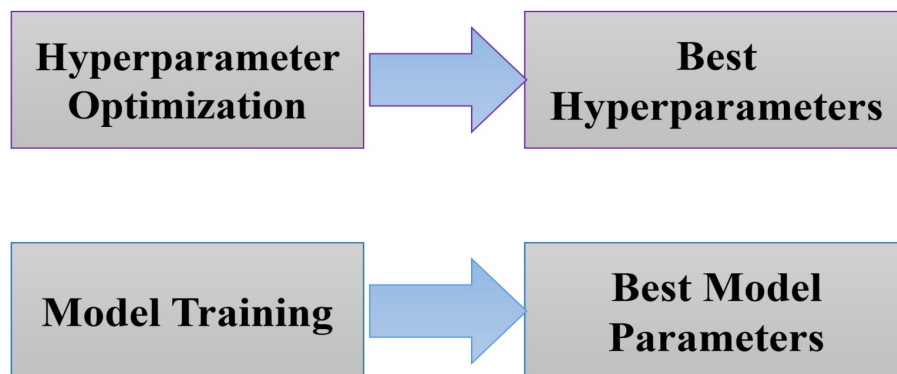 Hyperparameter
Optimization
Best
Hyperparameters
Model Training
Best Model
Parameters